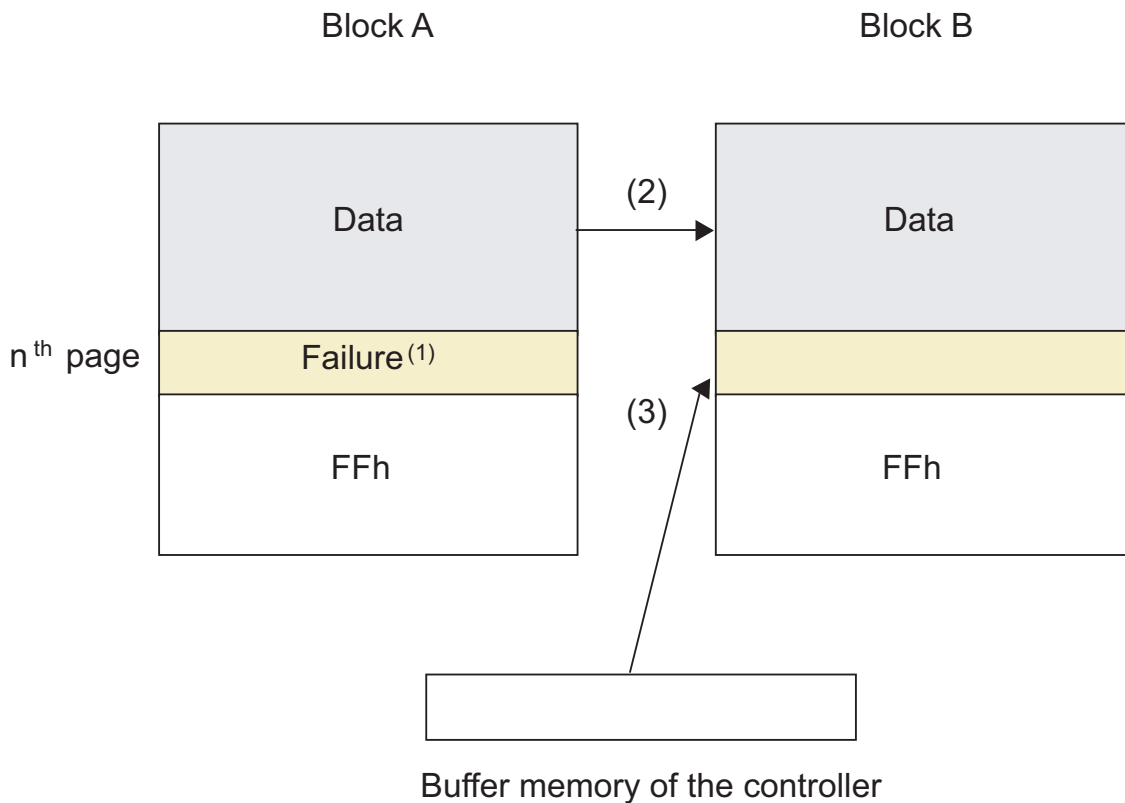 Block A
Block B
Data
(2)
Data
n th page
Failure (1)
(3)
FFh
FFh
Buffer memory of the controller